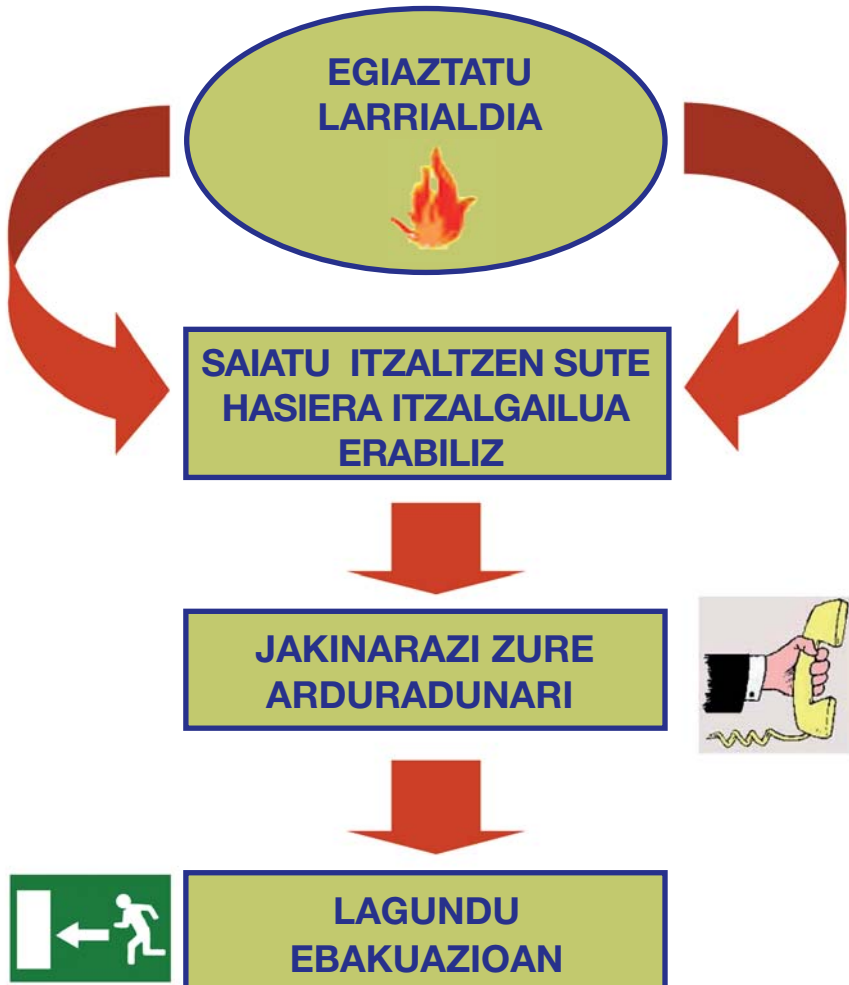 EGIAZTATU
LARRIALDIA
SAIATU ITZALTZEN SUTE
HASIERA ITZALGAILUA
ERABILIZ
JAKINARAZI ZURE
ARDURADUNARI
LAGUNDU
EBAKUAZIOAN